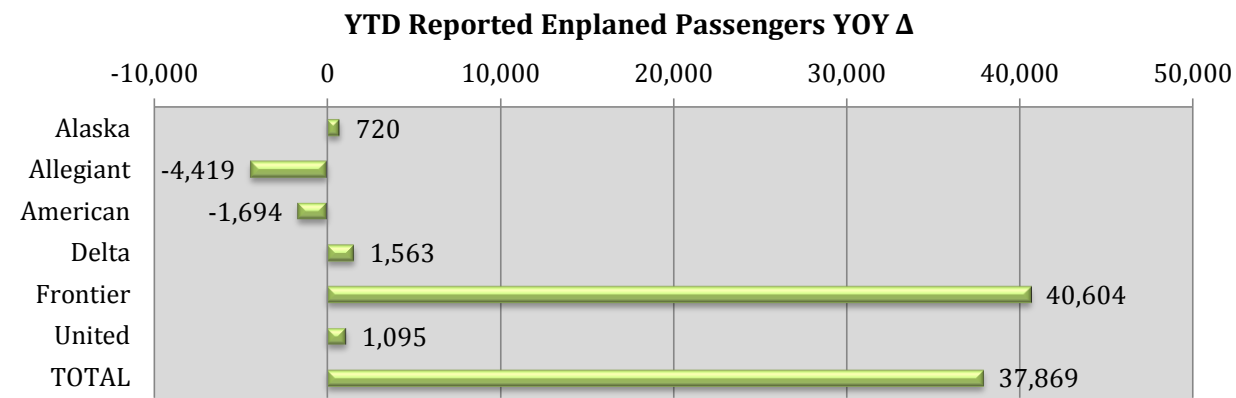 YTD Reported Enplaned Passengers YOY Δ
-10,000 0 10,000 20,000 30,000 40,000 50,000
Alaska 720
Allegiant -4,419
American -1,694
Delta 1,563
Frontier 40,604
United 1,095
TOTAL 37,869